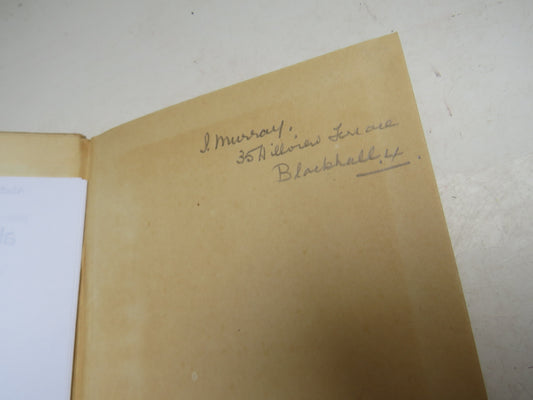 I. Murray.
35 Hillview Terrace
Blackhall. 4.